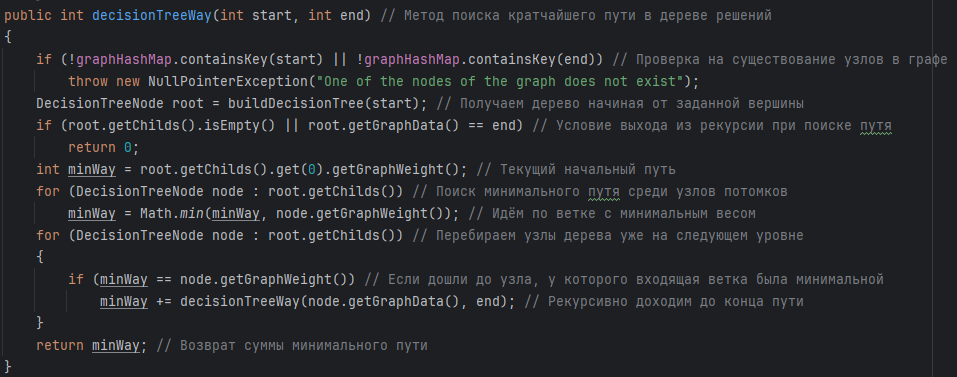 public int decisionTreeWay(int start, int end) // Метод поиска кратчайшего пути в дереве решений
{
    if (!graphHashMap.containsKey(start) || !graphHashMap.containsKey(end)) // Проверка на существование узлов в графе
        throw new NullPointerException("One of the nodes of the graph does not exist");
    DecisionTreeNode root = buildDecisionTree(start); // Получаем дерево начиная от заданной вершины
    if (root.getChilds().isEmpty() || root.getGraphData() == end) // Условие выхода из рекурсии при поиске путя
        return 0;
    int minWay = root.getChilds().get(0).getGraphWeight(); // Текущий начальный путь
    for (DecisionTreeNode node : root.getChilds()) // Поиск минимального путя среди узлов потомков
        minWay = Math.min(minWay, node.getGraphWeight()); // Идём по ветке с минимальным весом
    for (DecisionTreeNode node : root.getChilds()) // Перебираем узлы дерева уже на следующем уровне
    {
        if (minWay == node.getGraphWeight()) // Если дошли до узла, у которого входящая ветка была минимальной
            minWay += decisionTreeWay(node.getGraphData(), end); // Рекурсивно доходим до конца пути
    }
    return minWay; // Возврат суммы минимального пути
}